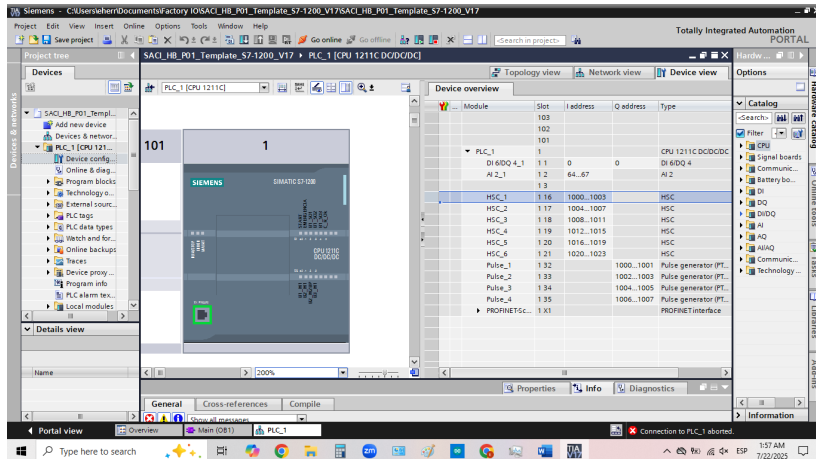 Siemens - C:\Users\eherr\Documents\Factory IO\SACI_HB_P01_Template_S7-1200_V17\SACI_HB_P01_Template_S7-1200_V17
Project Edit View Insert Online Options Tools Window Help
Totally Integrated Automation
PORTAL
Save project Go online Go offline <Search in project>
Project tree
SACI_HB_P01_Template_S7-1200_V17 ▸ PLC_1 [CPU 1211C DC/DC/DC]
Hardw...
Devices
Topology view Network view Device view
Options
PLC_1 [CPU 1211C]
Device overview
... Module Slot I address Q address Type
103
102
101
PLC_1 1 CPU 1211C DC/DC/DC
DI 6/DQ 4_1 1 1 0 0 DI 6/DQ 4
AI 2_1 1 2 64...67 AI 2
1 3
HSC_1 1 16 1000...1003 HSC
HSC_2 1 17 1004...1007 HSC
HSC_3 1 18 1008...1011 HSC
HSC_4 1 19 1012...1015 HSC
HSC_5 1 20 1016...1019 HSC
HSC_6 1 21 1020...1023 HSC
Pulse_1 1 32 1000...1001 Pulse generator (PT...
Pulse_2 1 33 1002...1003 Pulse generator (PT...
Pulse_3 1 34 1004...1005 Pulse generator (PT...
Pulse_4 1 35 1006...1007 Pulse generator (PT...
PROFINET-Sc... 1 X1 PROFINET interface
SACI_HB_P01_Templ...
Add new device
Devices & networ...
PLC_1 [CPU 121...
Device config...
Online & diag...
Program blocks
Technology o...
External sourc...
PLC tags
PLC data types
Watch and for...
Online backups
Traces
Device proxy ...
Program info
PLC alarm tex...
Local modules
Details view
Name
101
1
SIEMENS
SIMATIC S7-1200
CPU 1211C
DC/DC/DC
200%
Catalog
<Search>
Filter
CPU
Signal boards
Communic...
Battery bo...
DI
DQ
DI/DQ
AI
AQ
AI/AQ
Communic...
Technology ...
Information
Hardware catalog
Online tools
Tasks
Libraries
Add-ins
Devices & networks
Properties Info Diagnostics
General Cross-references Compile
Show all messages
Portal view Overview Main (OB1) PLC_1
Connection to PLC_1 aborted.
Type here to search
ESP
1:57 AM
7/22/2025